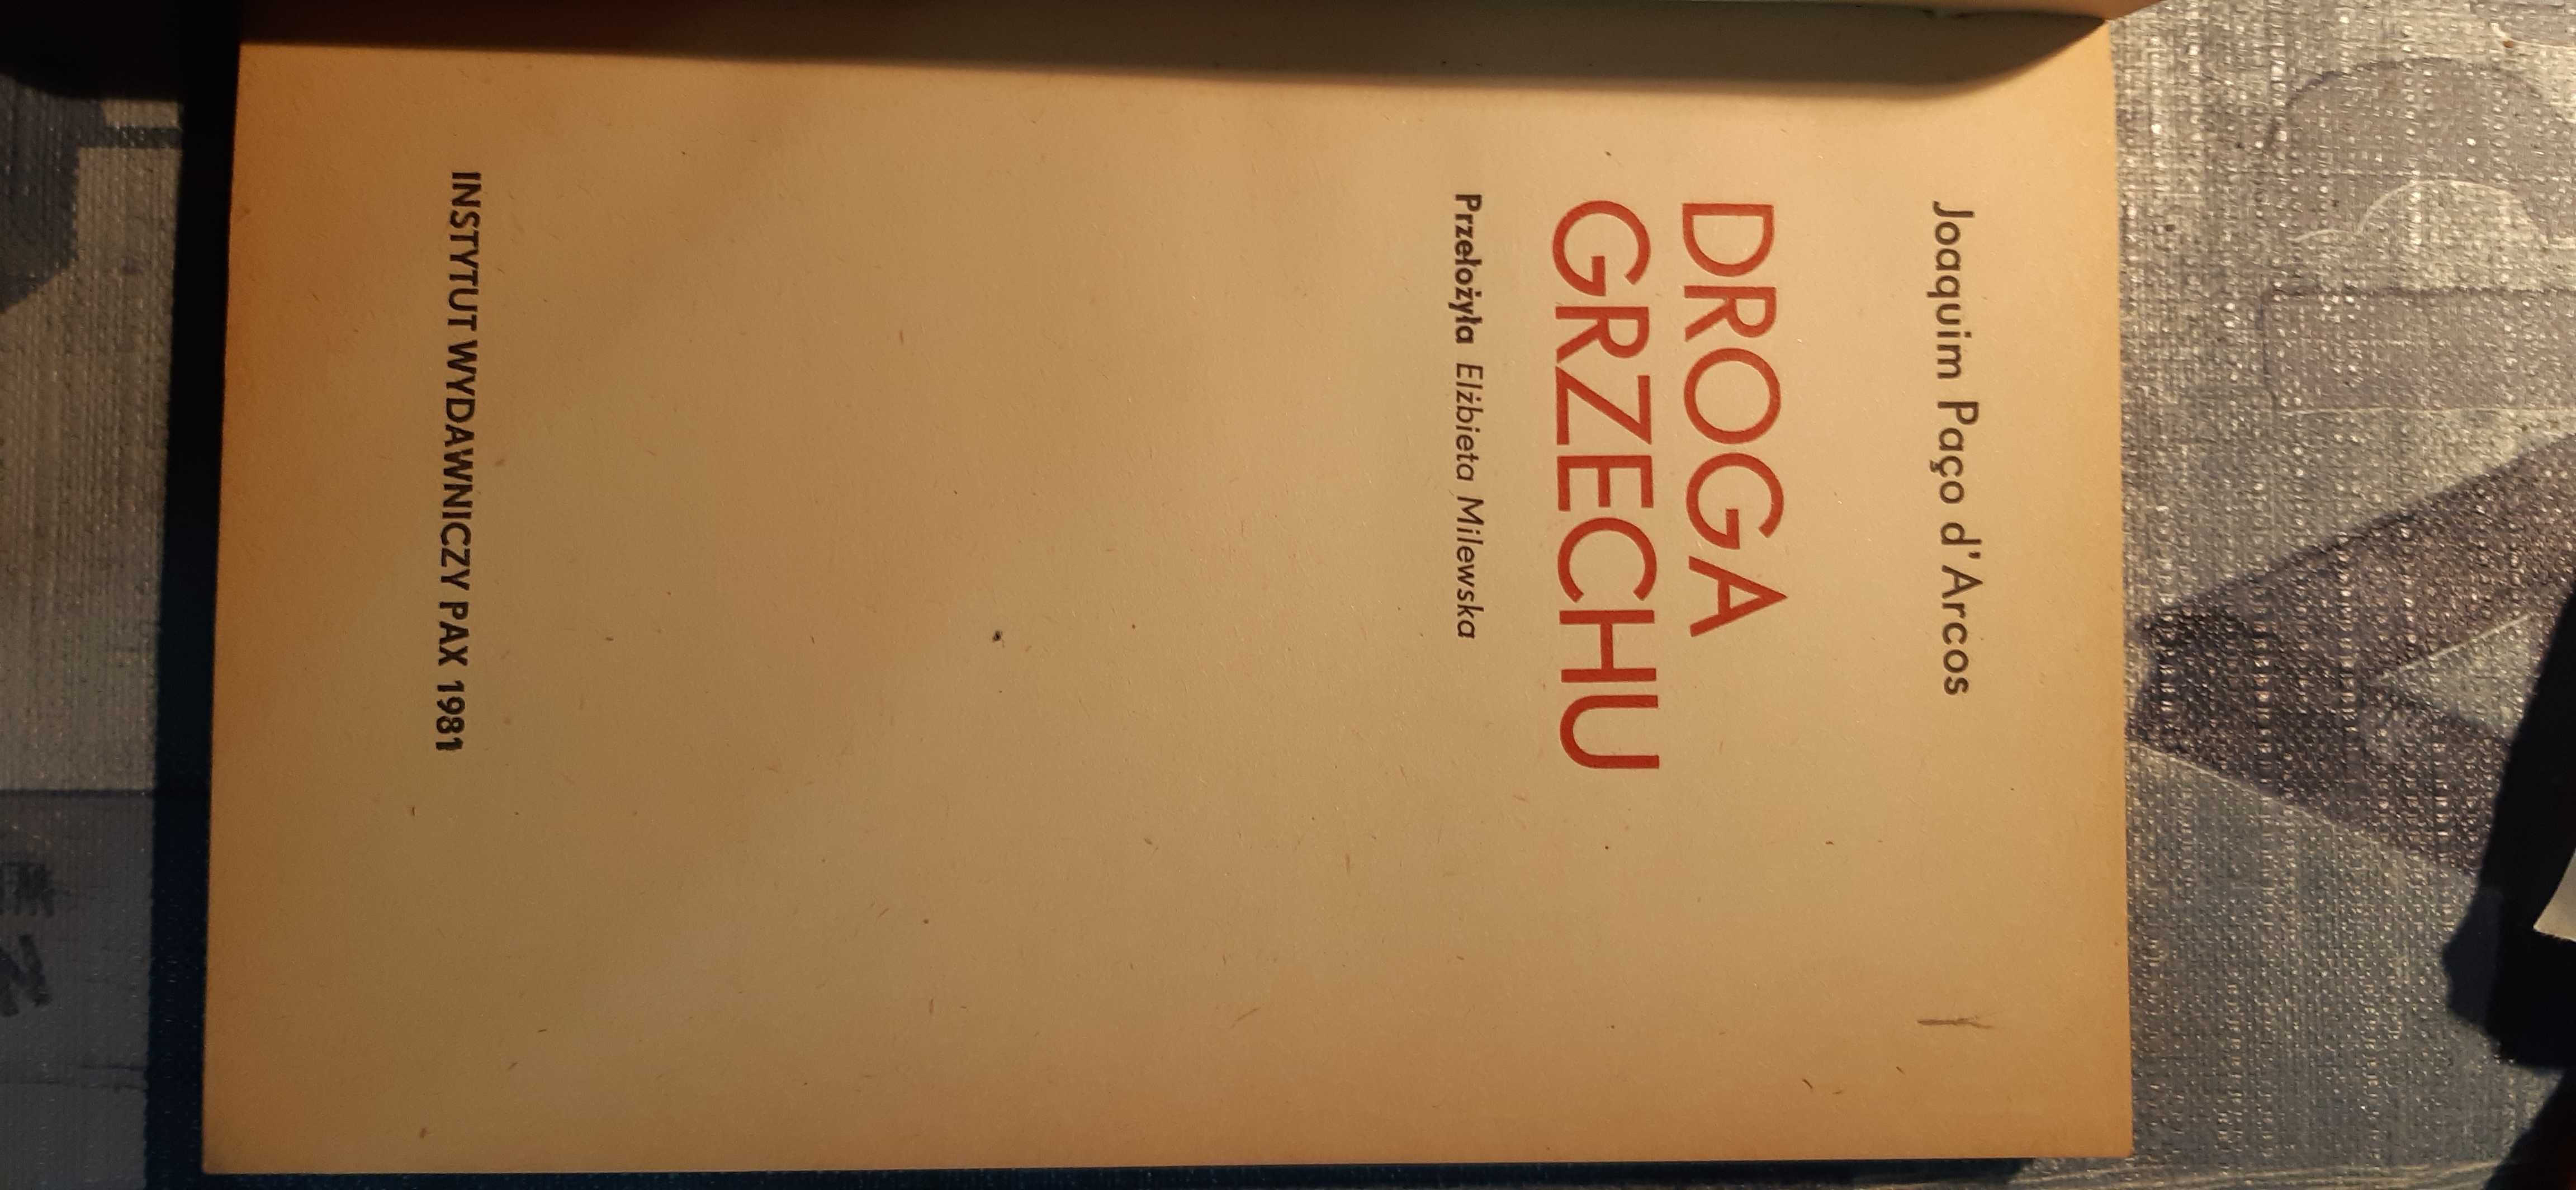 Joaquim Paço d'Arcos
DROGA
GRZECHU
Przełożyła Elżbieta Milewska
INSTYTUT WYDAWNICZY PAX 1981